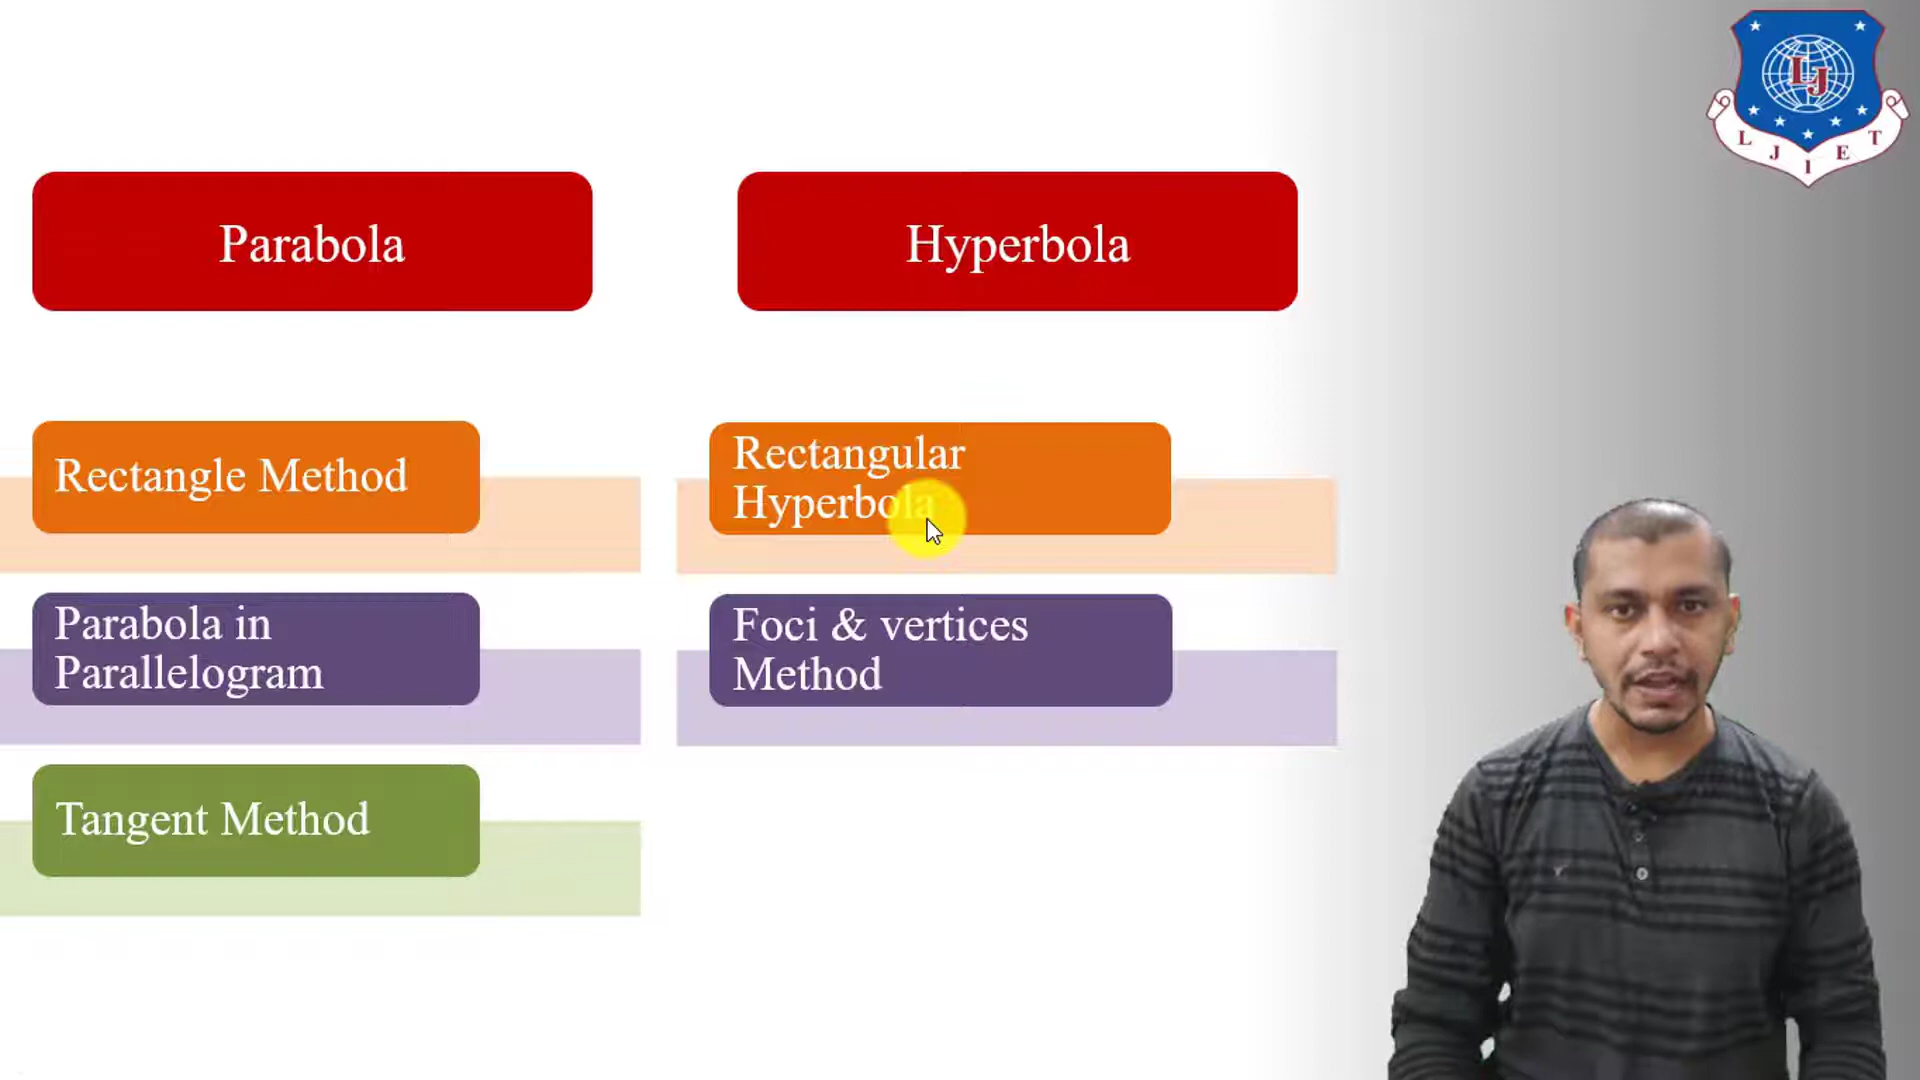 Parabola
Hyperbola
Rectangle Method
Parabola in
Parallelogram
Tangent Method
Rectangular
Hyperbola
Foci & vertices
Method
LJ
L J I E T